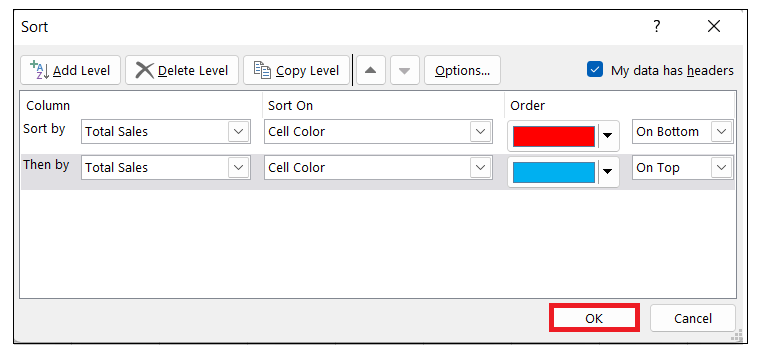 Sort ?
Add Level Delete Level Copy Level Options... My data has headers
Column Sort On Order
Sort by Total Sales Cell Color On Bottom
Then by Total Sales Cell Color On Top
OK Cancel